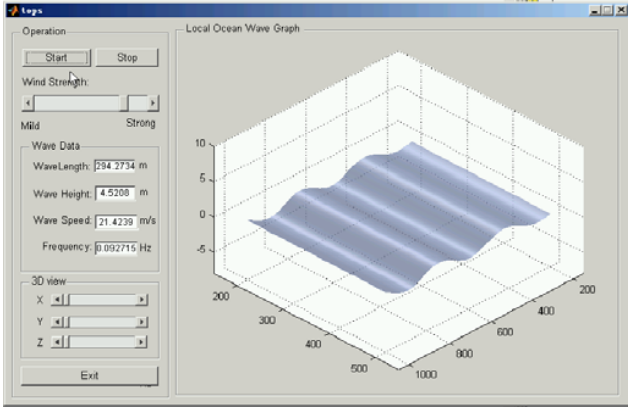 tops
Operation
Start
Stop
Wind Strength:
Mild
Strong
Wave Data
WaveLength: 294.2734 m
Wave Height: 4.5208 m
Wave Speed: 21.4239 m/s
Frequency: 0.092715 Hz
3D view
X
Y
Z
Exit
Local Ocean Wave Graph
10
5
0
-5
200
300
400
500
200
400
600
800
1000